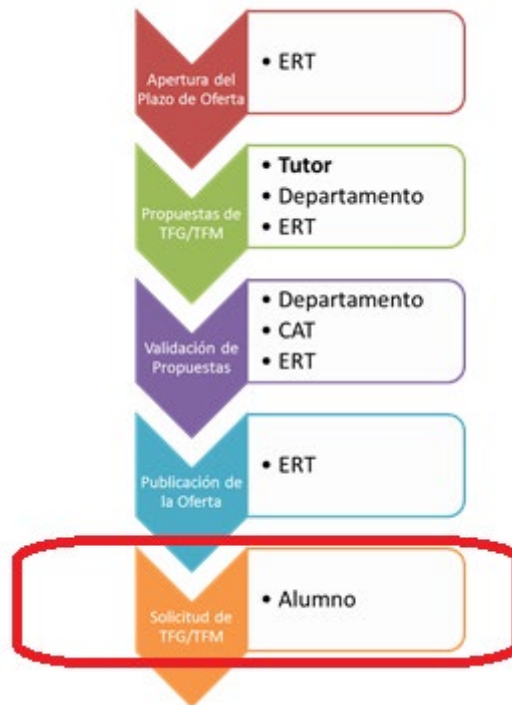 Apertura del
Plazo de Oferta
• ERT
Propuestas de
TFG/TFM
• Tutor
• Departamento
• ERT
Validación de
Propuestas
• Departamento
• CAT
• ERT
Publicación de
la Oferta
• ERT
Solicitud de
TFG/TFM
• Alumno